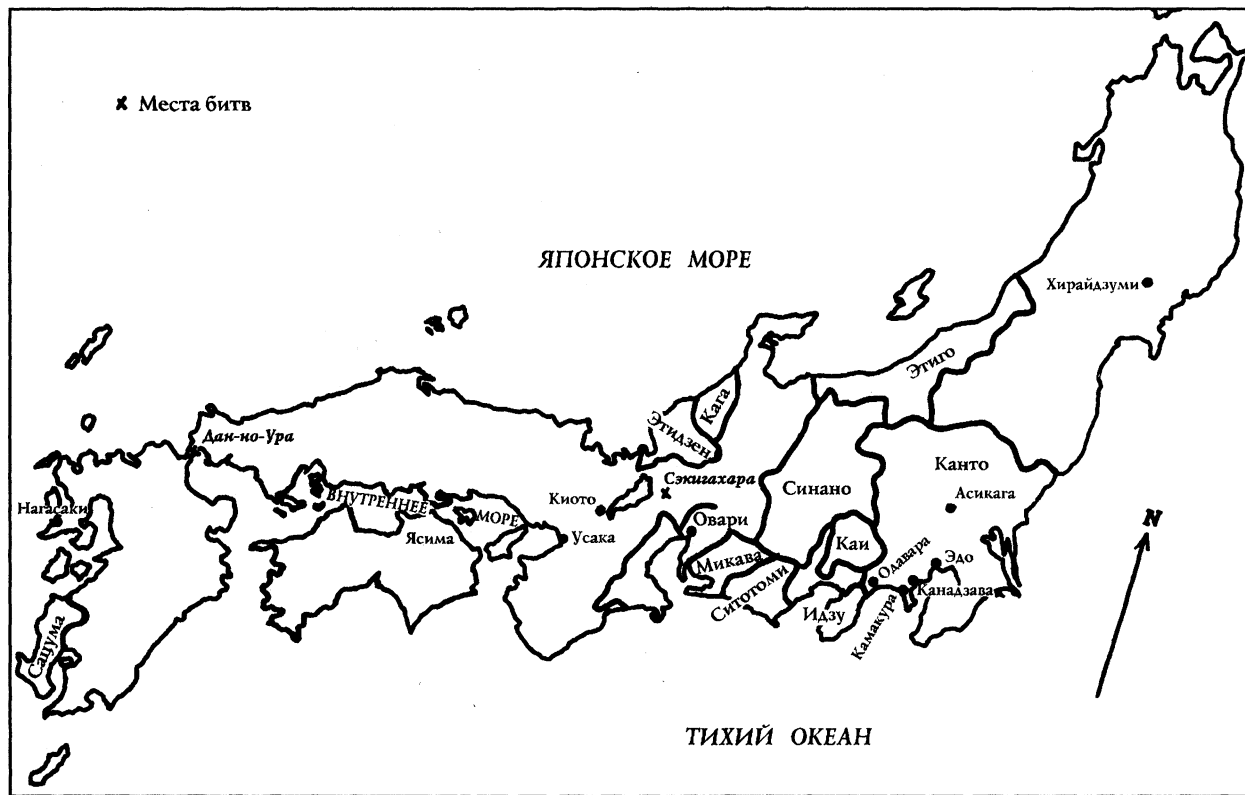 x Места битв
ЯПОНСКОЕ МОРЕ
Хирайдзуми
Этиго
Кага
Этидзен
Дан-но-Ура
Канто
Сэкигахара
Синано
Асикага
ВНУТРЕННЕЕ
МОРЕ
Киото
Нагасаки
Овари
N
Ясима
Усака
Каи
Микава
Одавара
Эдо
Ситотоми
Канадзава
Идзу
Камакура
Сацума
ТИХИЙ ОКЕАН